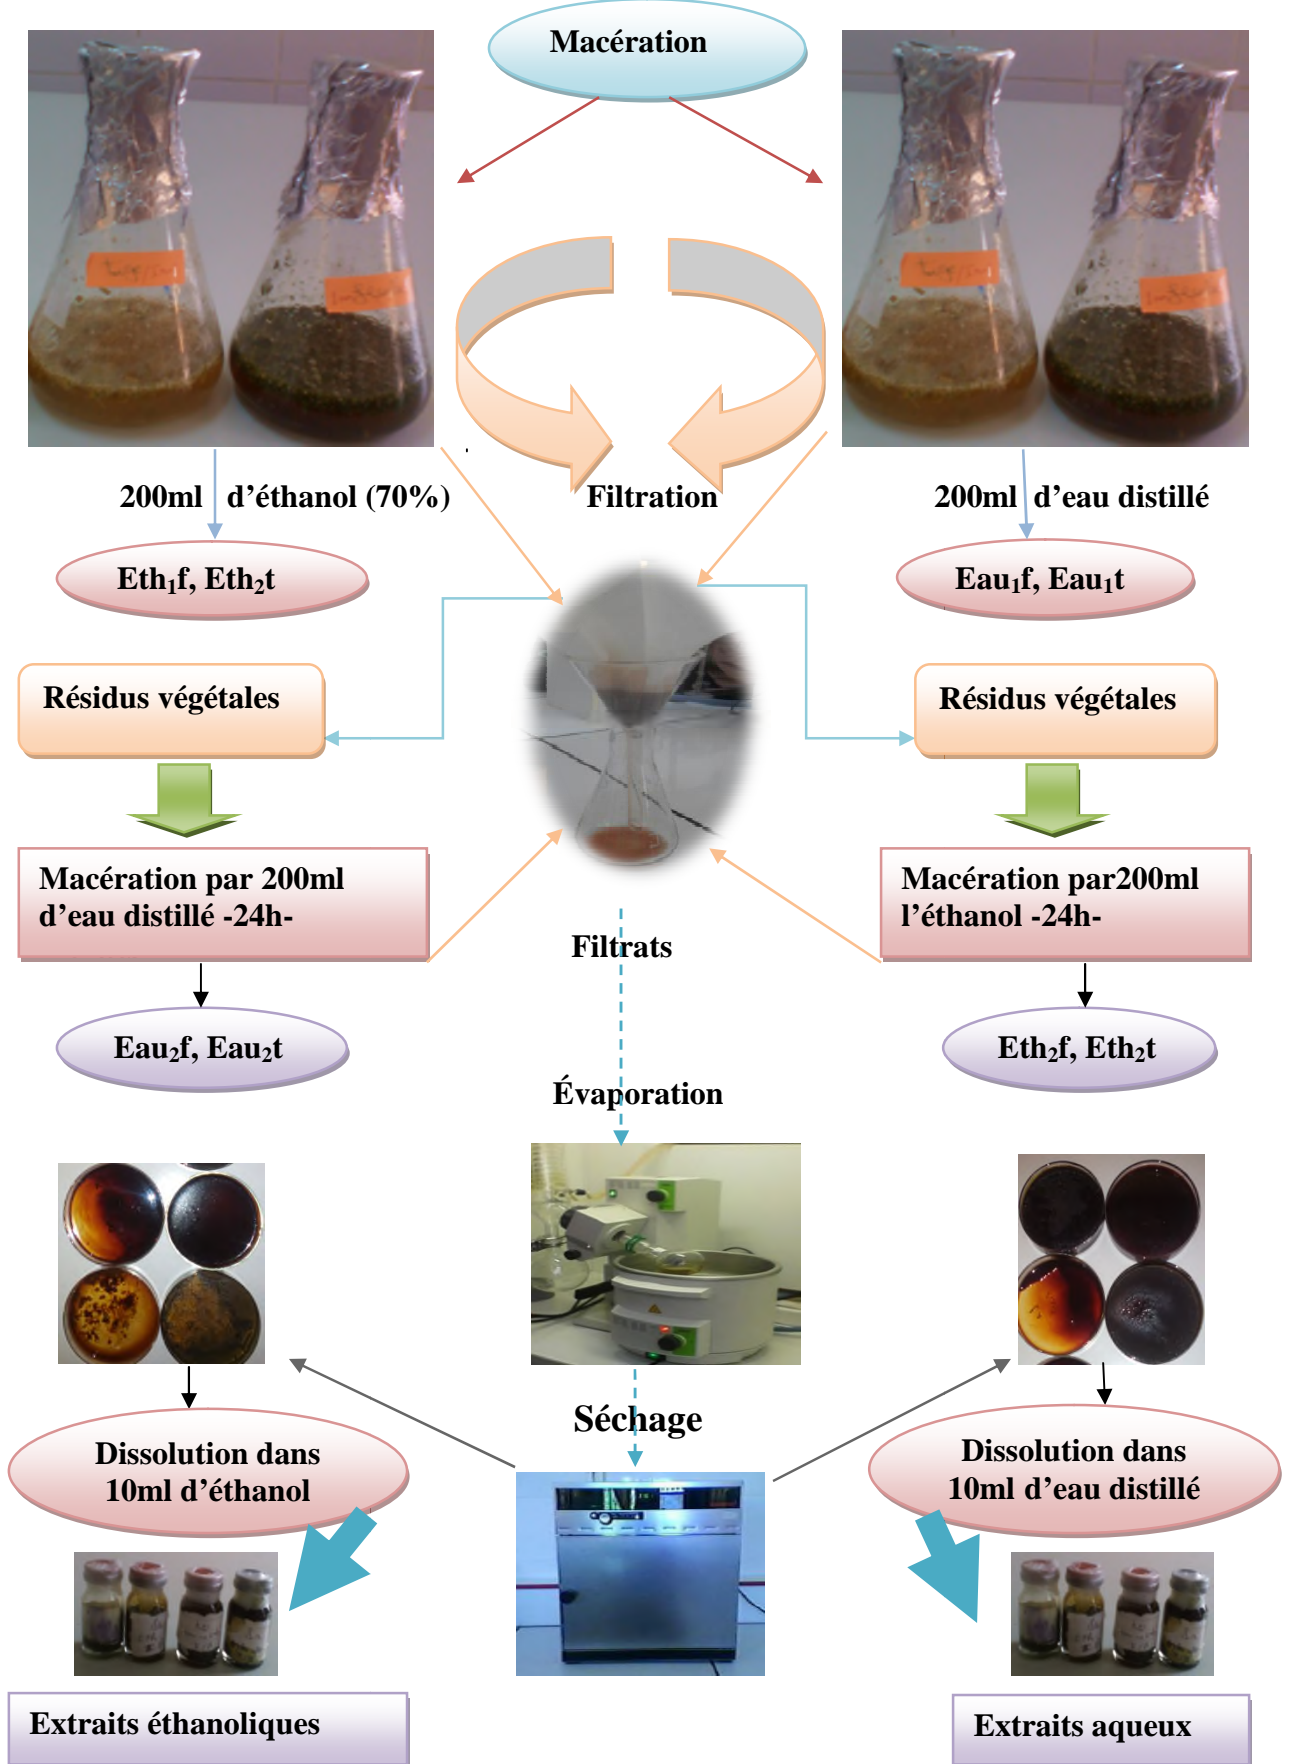 Macération
200ml d'éthanol (70%)
Filtration
200ml d'eau distillé
Eth₁f, Eth₂t
Eau₁f, Eau₁t
Résidus végétales
Résidus végétales
Macération par 200ml
d'eau distillé -24h-
Macération par200ml
l'éthanol -24h-
Filtrats
Eau₂f, Eau₂t
Eth₂f, Eth₂t
Évaporation
Séchage
Dissolution dans
10ml d'éthanol
Dissolution dans
10ml d'eau distillé
Extraits éthanoliques
Extraits aqueux